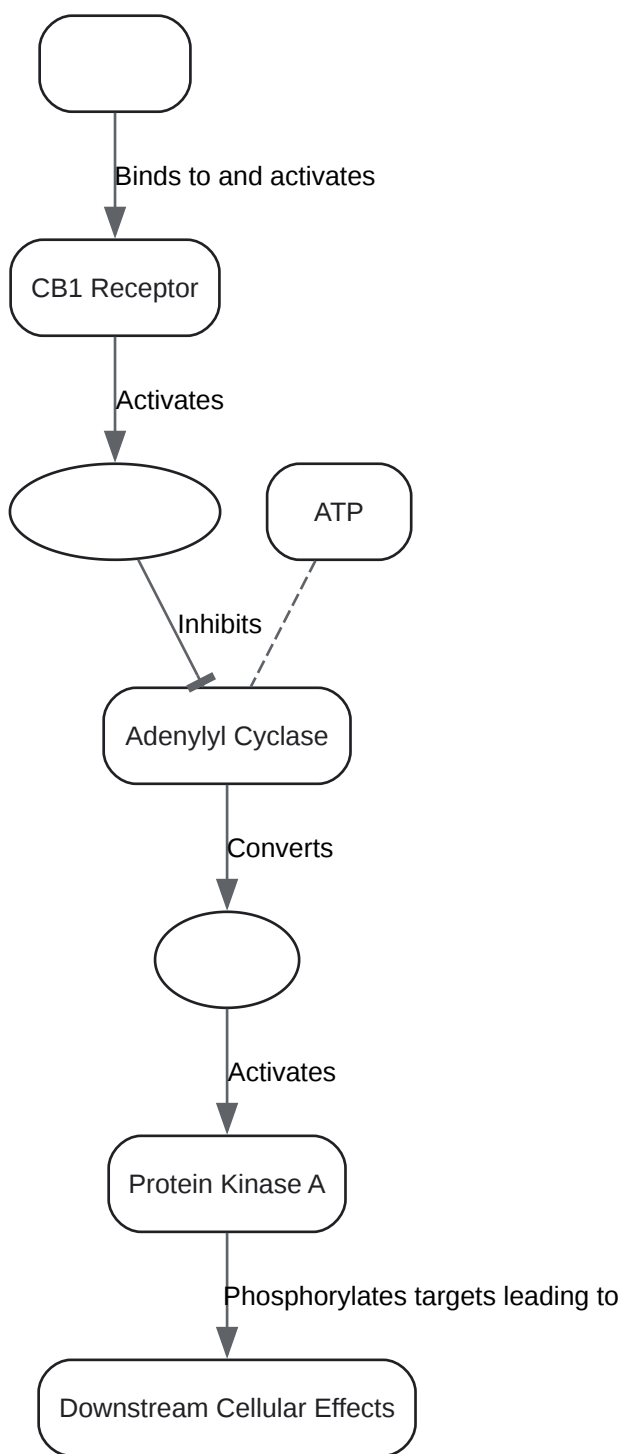 Binds to and activates
CB1 Receptor
Activates
ATP
Inhibits
Adenylyl Cyclase
Converts
Activates
Protein Kinase A
Phosphorylates targets leading to
Downstream Cellular Effects